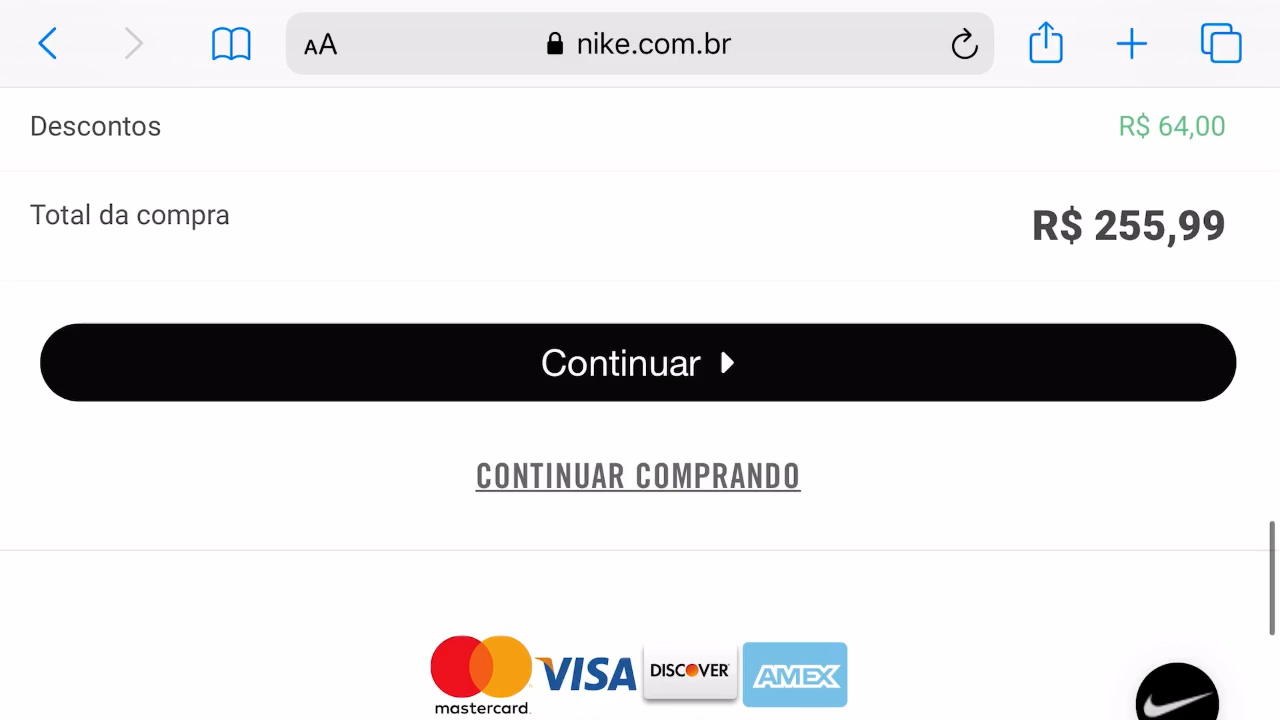 AA nike.com.br
Descontos R$ 64,00
Total da compra R$ 255,99
Continuar
CONTINUAR COMPRANDO
mastercard. VISA DISCOVER AMEX